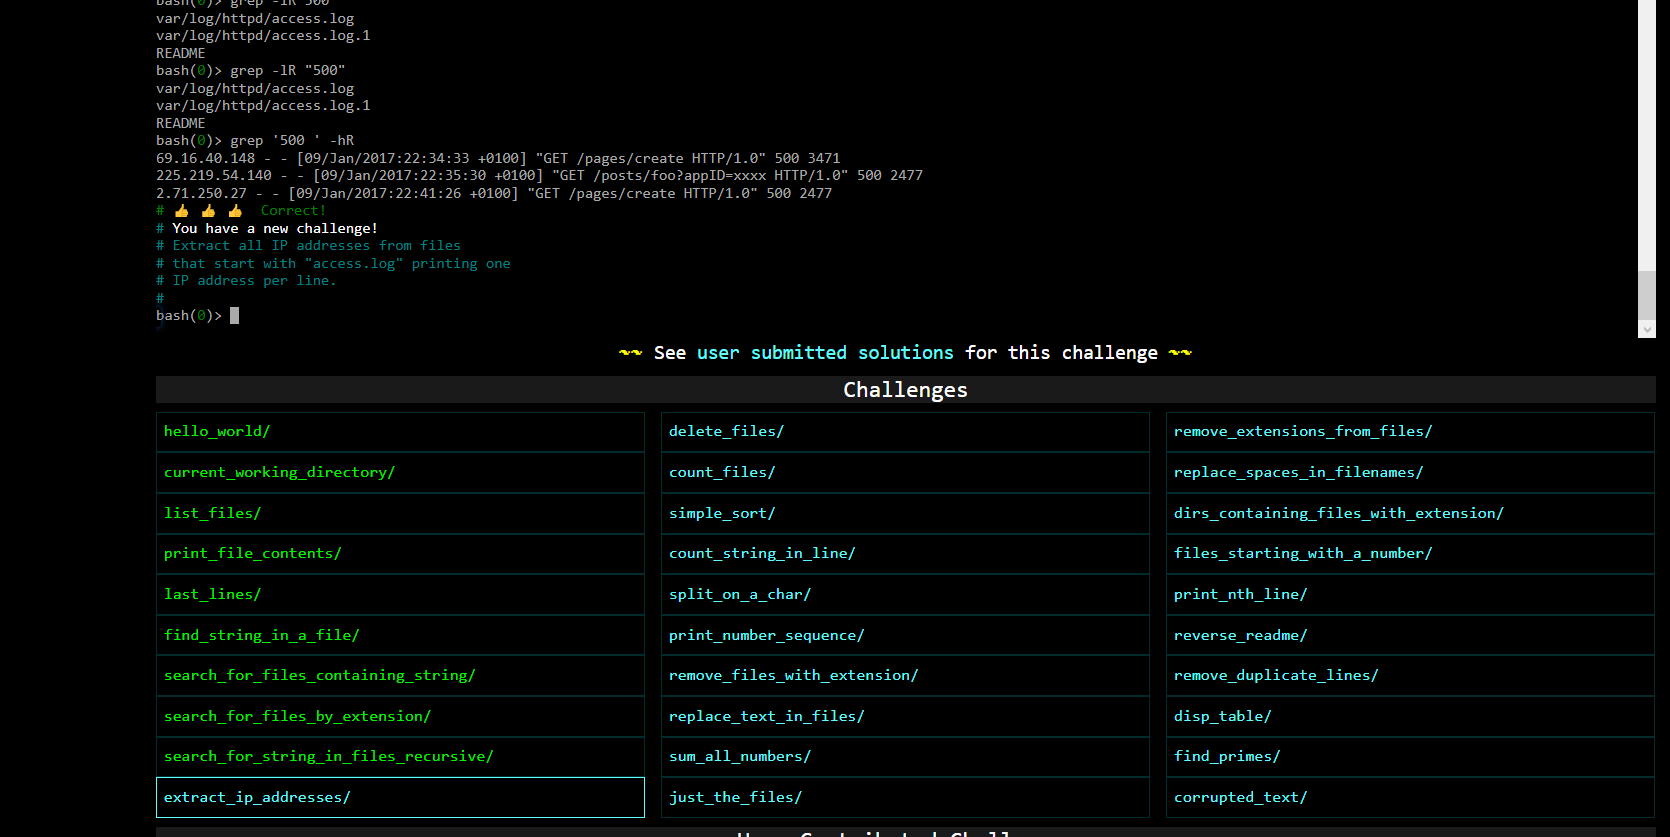 bash(0)> grep -lR 500
var/log/httpd/access.log
var/log/httpd/access.log.1
README
bash(0)> grep -lR "500"
var/log/httpd/access.log
var/log/httpd/access.log.1
README
bash(0)> grep '500 ' -hR
69.16.40.148 - - [09/Jan/2017:22:34:33 +0100] "GET /pages/create HTTP/1.0" 500 3471
225.219.54.140 - - [09/Jan/2017:22:35:30 +0100] "GET /posts/foo?appID=xxxx HTTP/1.0" 500 2477
2.71.250.27 - - [09/Jan/2017:22:41:26 +0100] "GET /pages/create HTTP/1.0" 500 2477
# 👍 👍 👍 Correct!
# You have a new challenge!
# Extract all IP addresses from files
# that start with "access.log" printing one
# IP address per line.
#
bash(0)>
~~ See user submitted solutions for this challenge ~~
Challenges
hello_world/
current_working_directory/
list_files/
print_file_contents/
last_lines/
find_string_in_a_file/
search_for_files_containing_string/
search_for_files_by_extension/
search_for_string_in_files_recursive/
extract_ip_addresses/
delete_files/
count_files/
simple_sort/
count_string_in_line/
split_on_a_char/
print_number_sequence/
remove_files_with_extension/
replace_text_in_files/
sum_all_numbers/
just_the_files/
remove_extensions_from_files/
replace_spaces_in_filenames/
dirs_containing_files_with_extension/
files_starting_with_a_number/
print_nth_line/
reverse_readme/
remove_duplicate_lines/
disp_table/
find_primes/
corrupted_text/